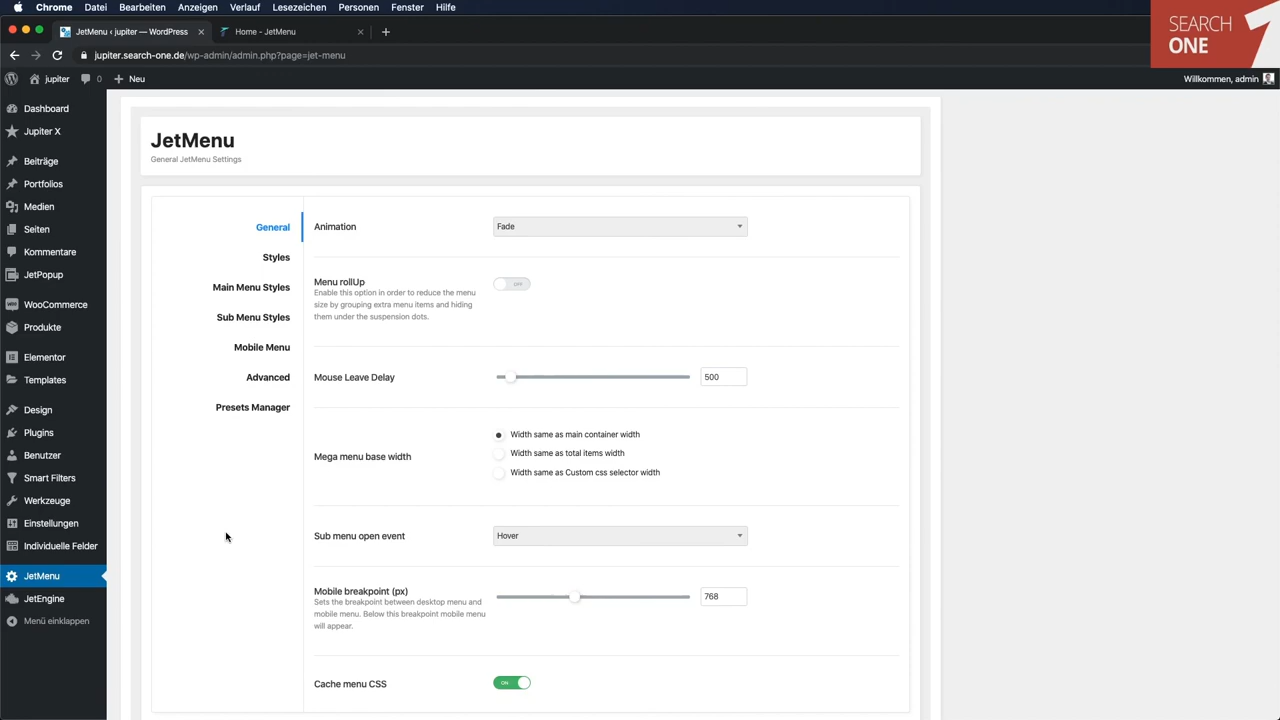 Chrome Datei Bearbeiten Anzeigen Verlauf Lesezeichen Personen Fenster Hilfe
JetMenu ‹ jupiter — WordPress
Home - JetMenu
jupiter.search-one.de/wp-admin/admin.php?page=jet-menu
SEARCH
ONE
jupiter 0 Neu
Willkommen, admin
Dashboard
Jupiter X
Beiträge
Portfolios
Medien
Seiten
Kommentare
JetPopup
WooCommerce
Produkte
Elementor
Templates
Design
Plugins
Benutzer
Smart Filters
Werkzeuge
Einstellungen
Individuelle Felder
JetMenu
JetEngine
Menü einklappen
JetMenu
General JetMenu Settings
General
Styles
Main Menu Styles
Sub Menu Styles
Mobile Menu
Advanced
Presets Manager
Animation
Fade
Menu rollUp
Enable this option in order to reduce the menu
size by grouping extra menu items and hiding
them under the suspension dots.
OFF
Mouse Leave Delay
500
Mega menu base width
Width same as main container width
Width same as total items width
Width same as Custom css selector width
Sub menu open event
Hover
Mobile breakpoint (px)
Sets the breakpoint between desktop menu and
mobile menu. Below this breakpoint mobile menu
will appear.
768
Cache menu CSS
ON